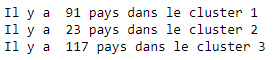 Il y a  91 pays dans le cluster 1
Il y a  23 pays dans le cluster 2
Il y a  117 pays dans le cluster 3